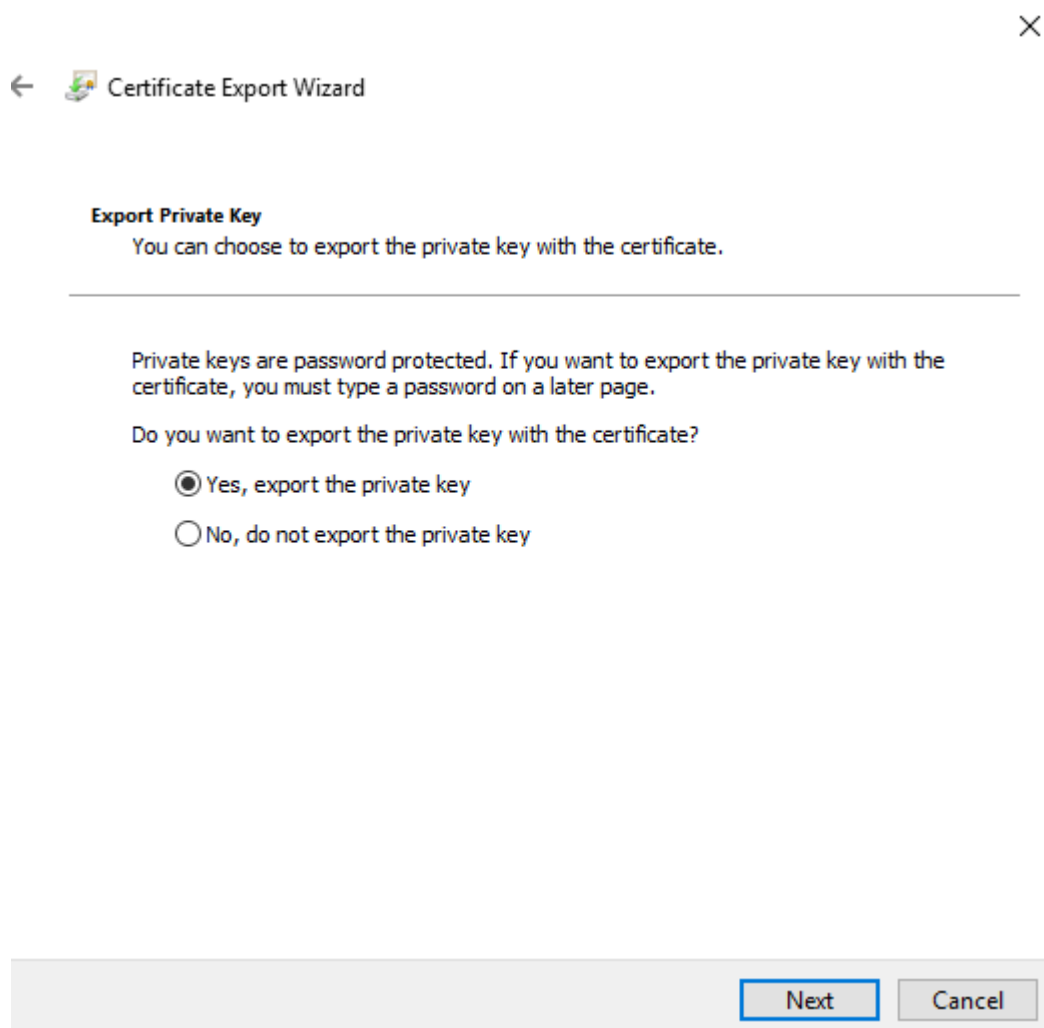 Certificate Export Wizard
Export Private Key
You can choose to export the private key with the certificate.
Private keys are password protected. If you want to export the private key with the
certificate, you must type a password on a later page.
Do you want to export the private key with the certificate?
Yes, export the private key
No, do not export the private key
Next Cancel